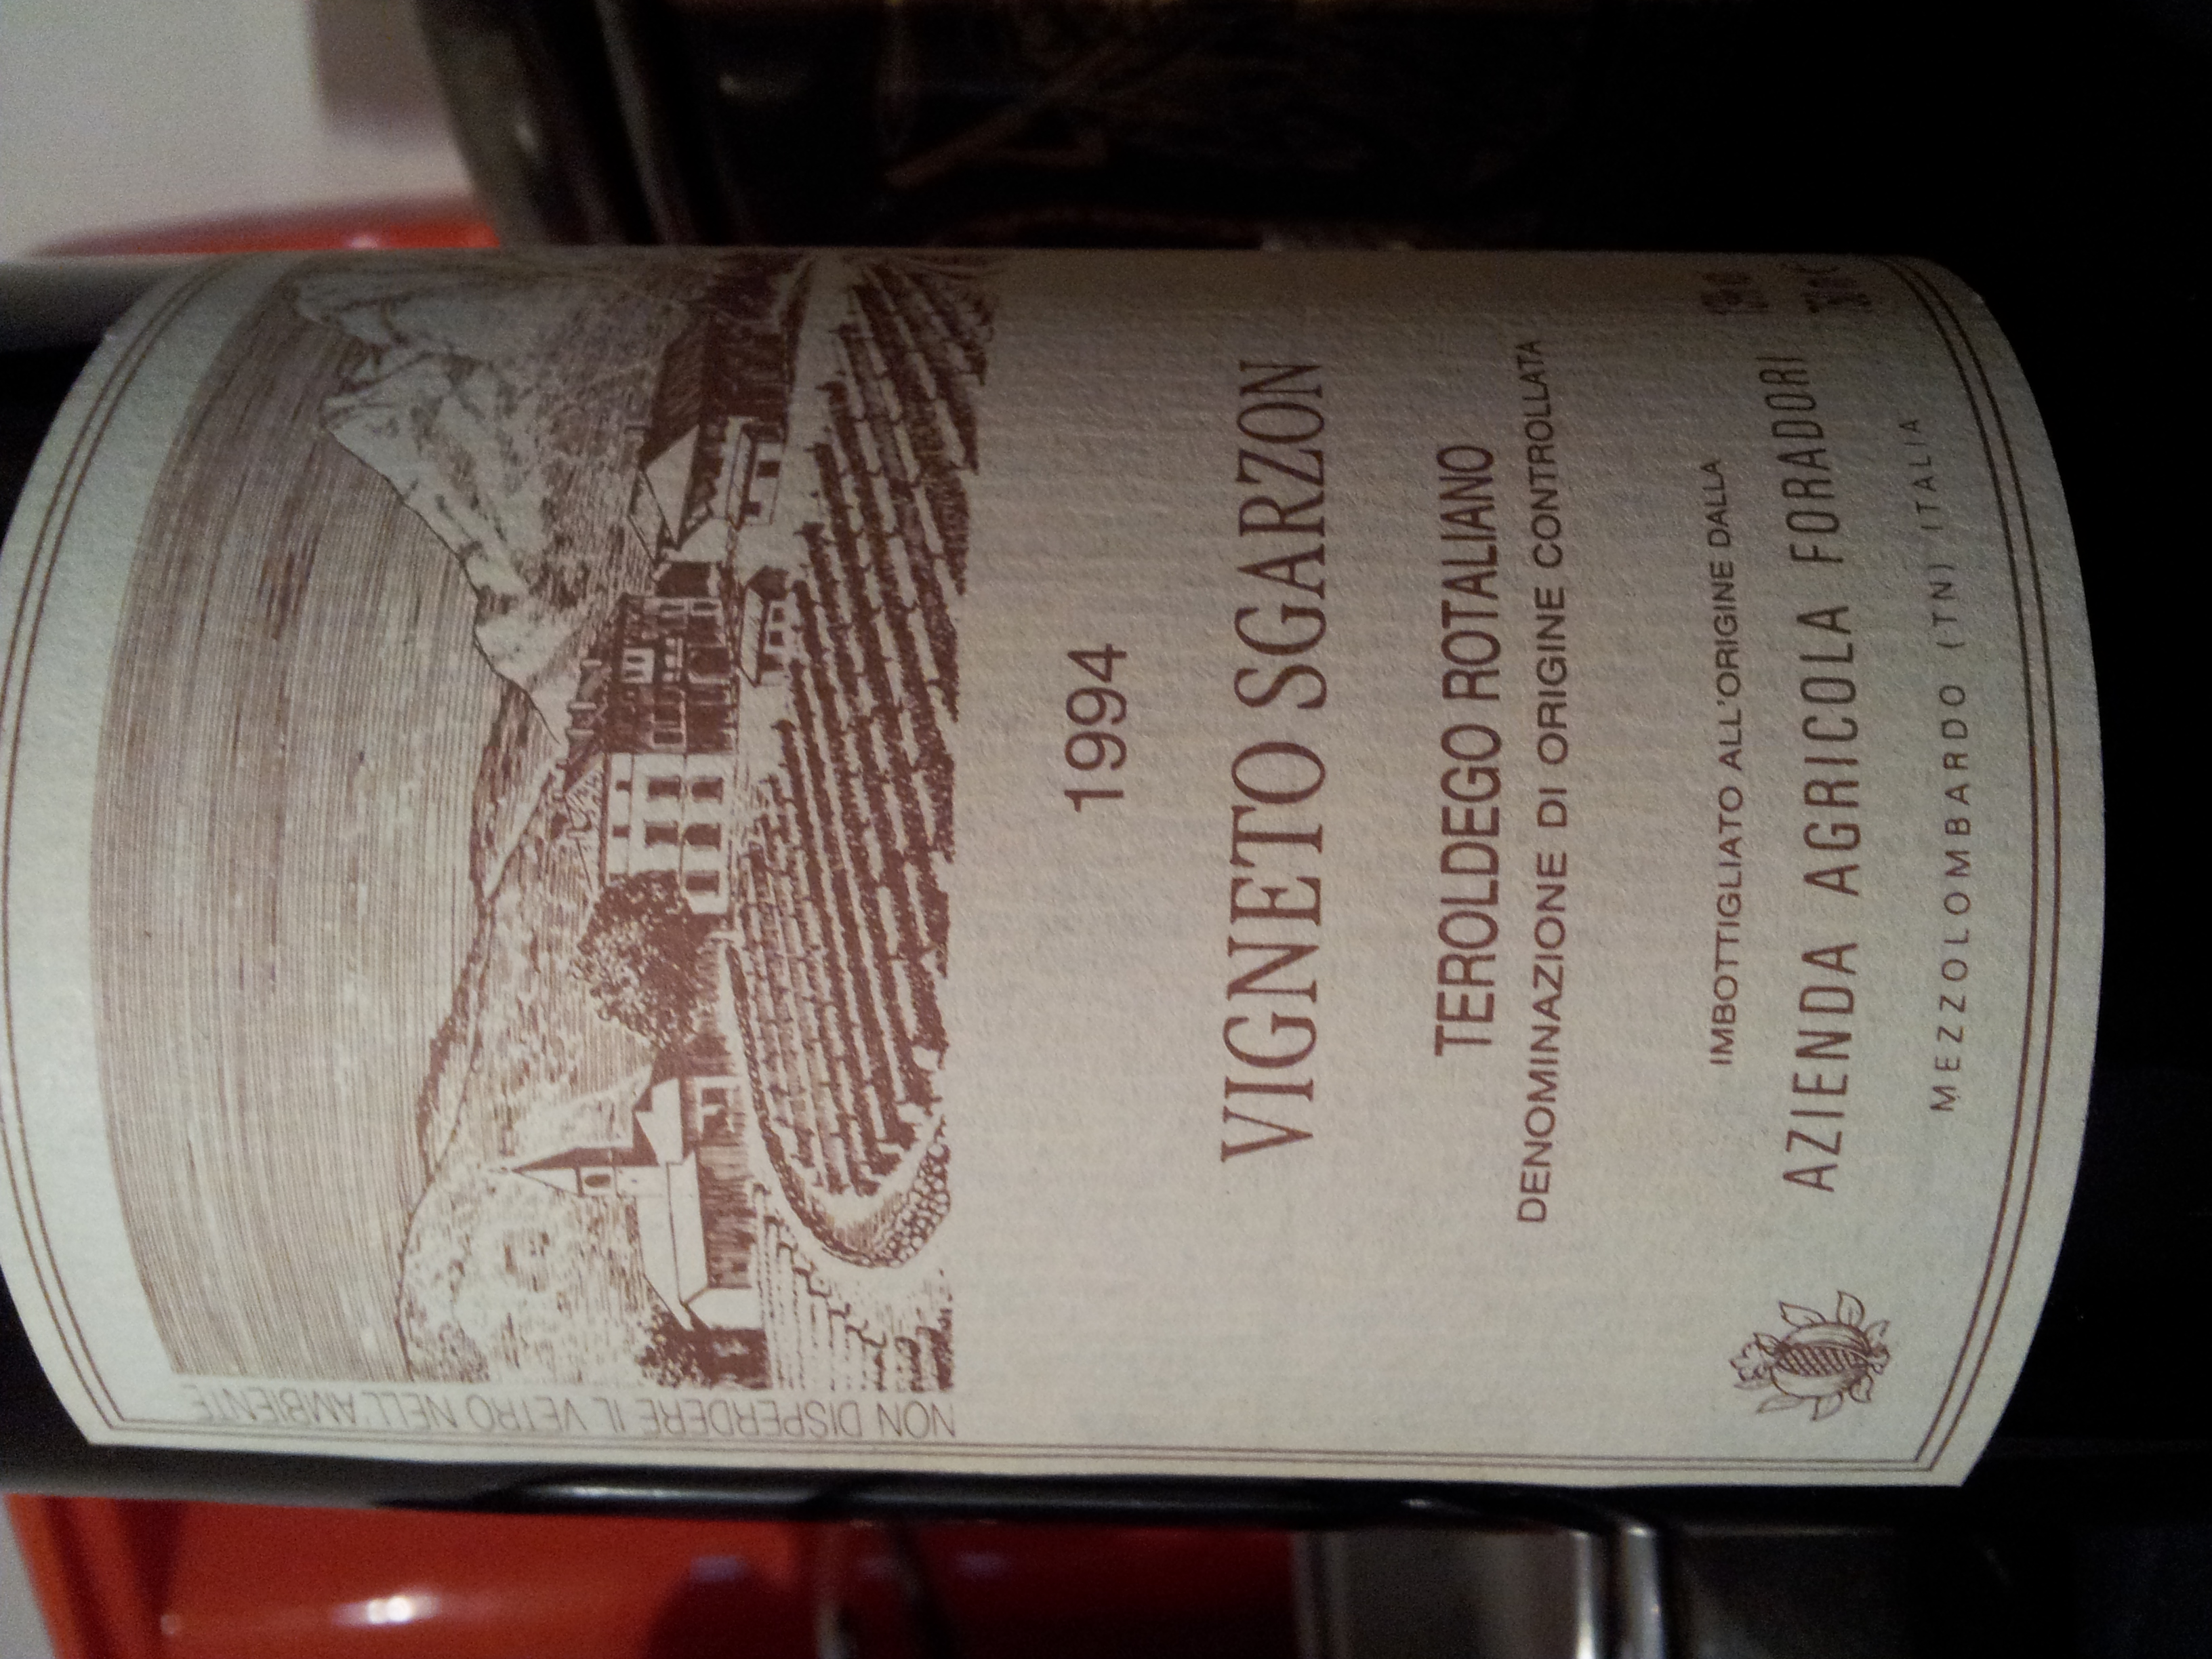 NON DISPERDERE IL VETRO NELL'AMBIENTE
1994
VIGNETO SGARZON
TEROLDEGO ROTALIANO
DENOMINAZIONE DI ORIGINE CONTROLLATA
IMBOTTIGLIATO ALL'ORIGINE DALLA
AZIENDA AGRICOLA FORADORI
MEZZOLOMBARDO (TN) ITALIA